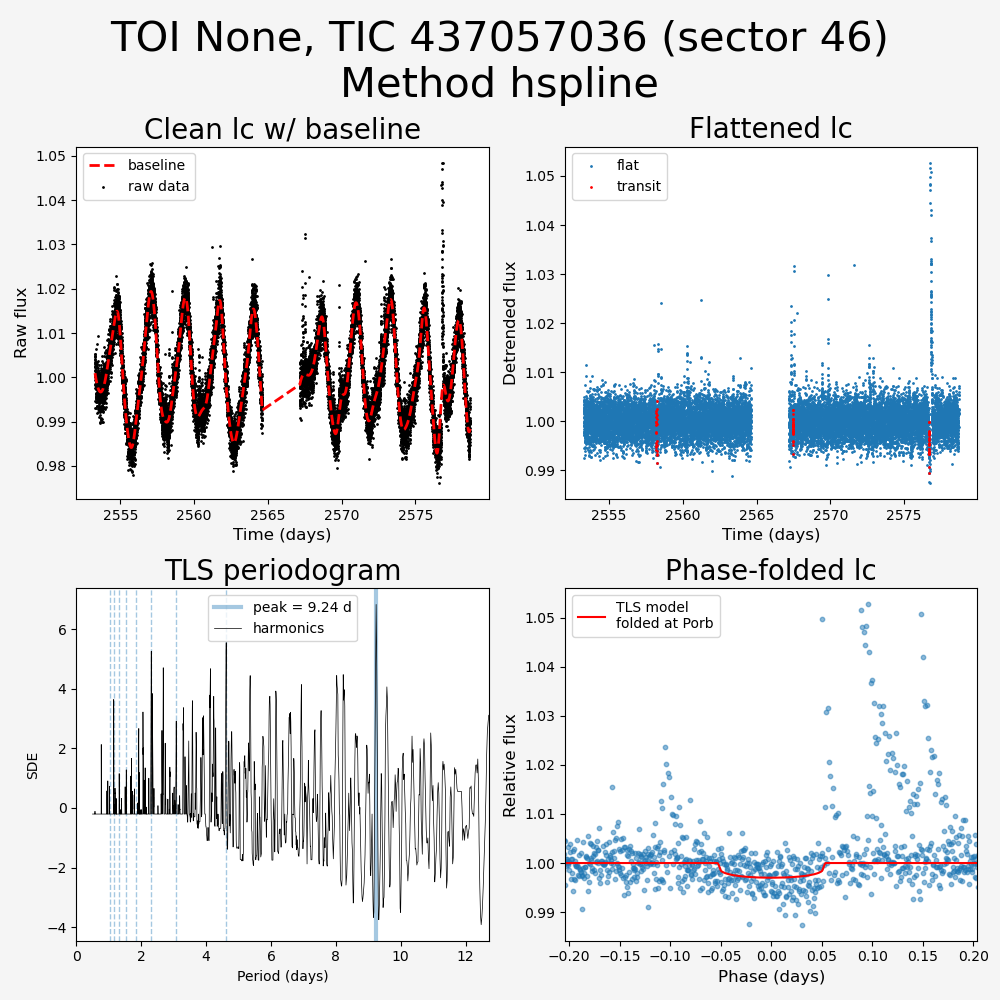 TOI None, TIC 437057036 (sector 46)
Method hspline
Clean lc w/ baseline
Flattened lc
baseline
raw data
flat
transit
1.05
1.04
1.03
1.02
1.01
1.00
0.99
0.98
Raw flux
2555
2560
2565
2570
2575
Time (days)
1.05
1.04
1.03
1.02
1.01
1.00
0.99
Detrended flux
2555
2560
2565
2570
2575
Time (days)
TLS periodogram
Phase-folded lc
peak = 9.24 d
harmonics
TLS model
folded at Porb
6
4
2
0
−2
−4
SDE
0
2
4
6
8
10
12
Period (days)
1.05
1.04
1.03
1.02
1.01
1.00
0.99
Relative flux
−0.20
−0.15
−0.10
−0.05
0.00
0.05
0.10
0.15
0.20
Phase (days)